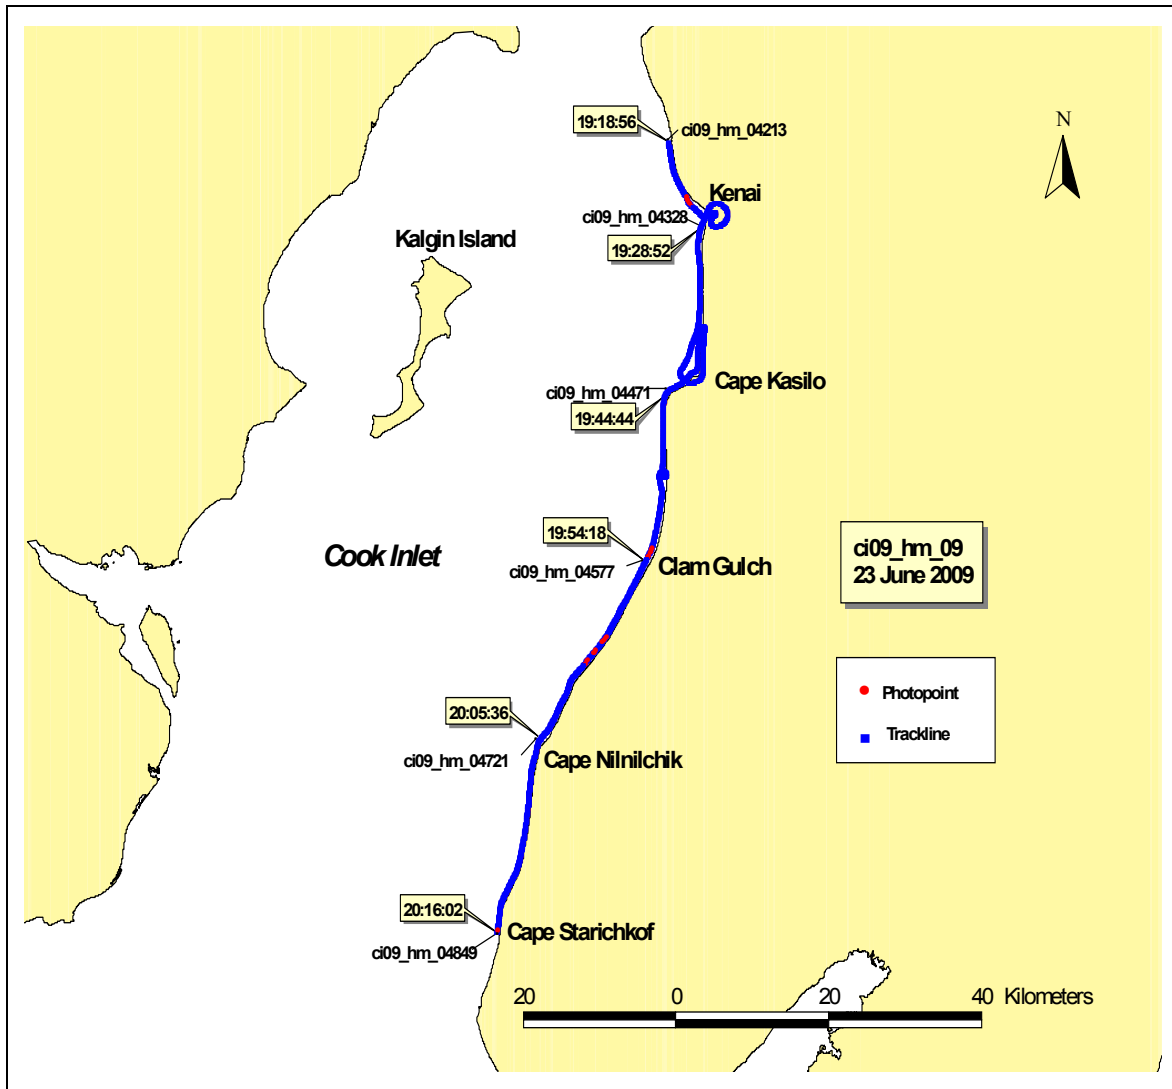 19:18:56
ci09_hm_04213
N
Kenai
ci09_hm_04328
19:28:52
Kalgin Island
Cape Kasilo
ci09_hm_04471
19:44:44
19:54:18
Cook Inlet
ci09_hm_04577
Clam Gulch
ci09_hm_09
23 June 2009
Photopoint
Trackline
20:05:36
ci09_hm_04721
Cape Nilnilchik
20:16:02
Cape Starichkof
ci09_hm_04849
20 0 20 40 Kilometers